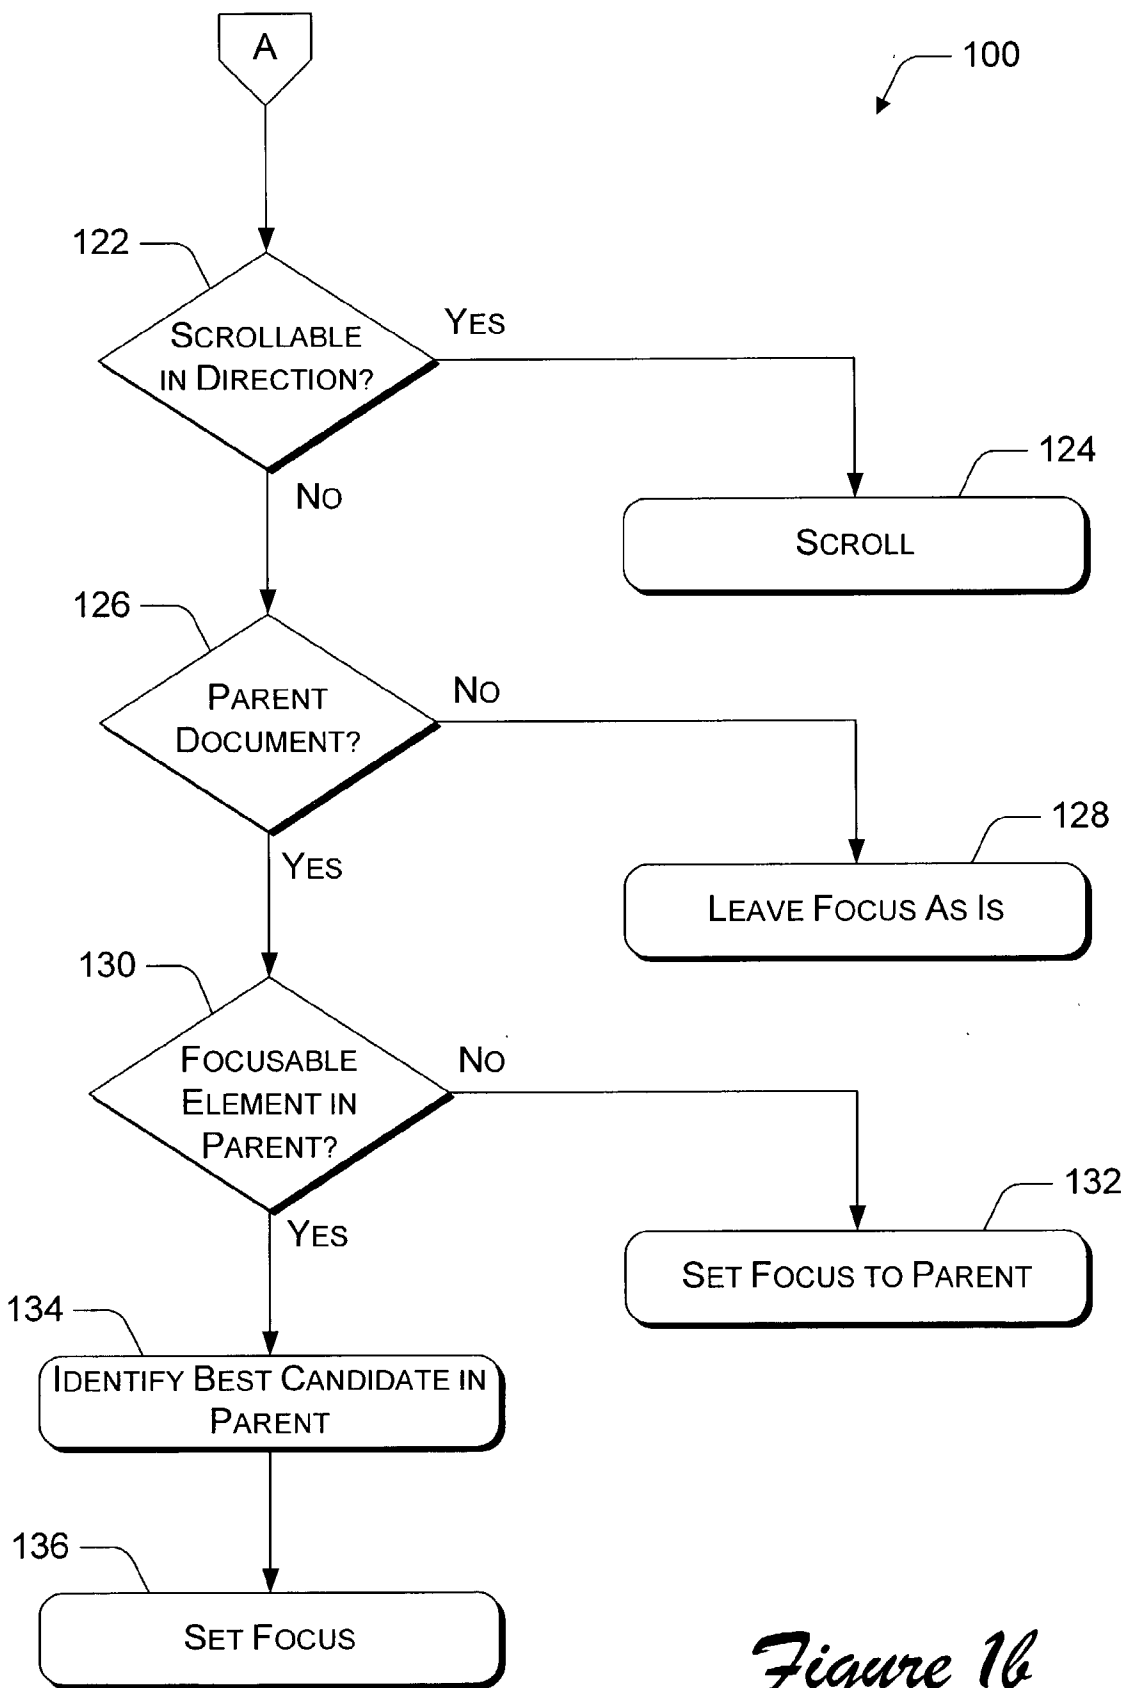 A
100
122
SCROLLABLE
IN DIRECTION?
YES
NO
124
SCROLL
126
PARENT
DOCUMENT?
NO
YES
128
LEAVE FOCUS AS IS
130
FOCUSABLE
ELEMENT IN
PARENT?
NO
YES
132
SET FOCUS TO PARENT
134
IDENTIFY BEST CANDIDATE IN
PARENT
136
SET FOCUS
Figure 1b